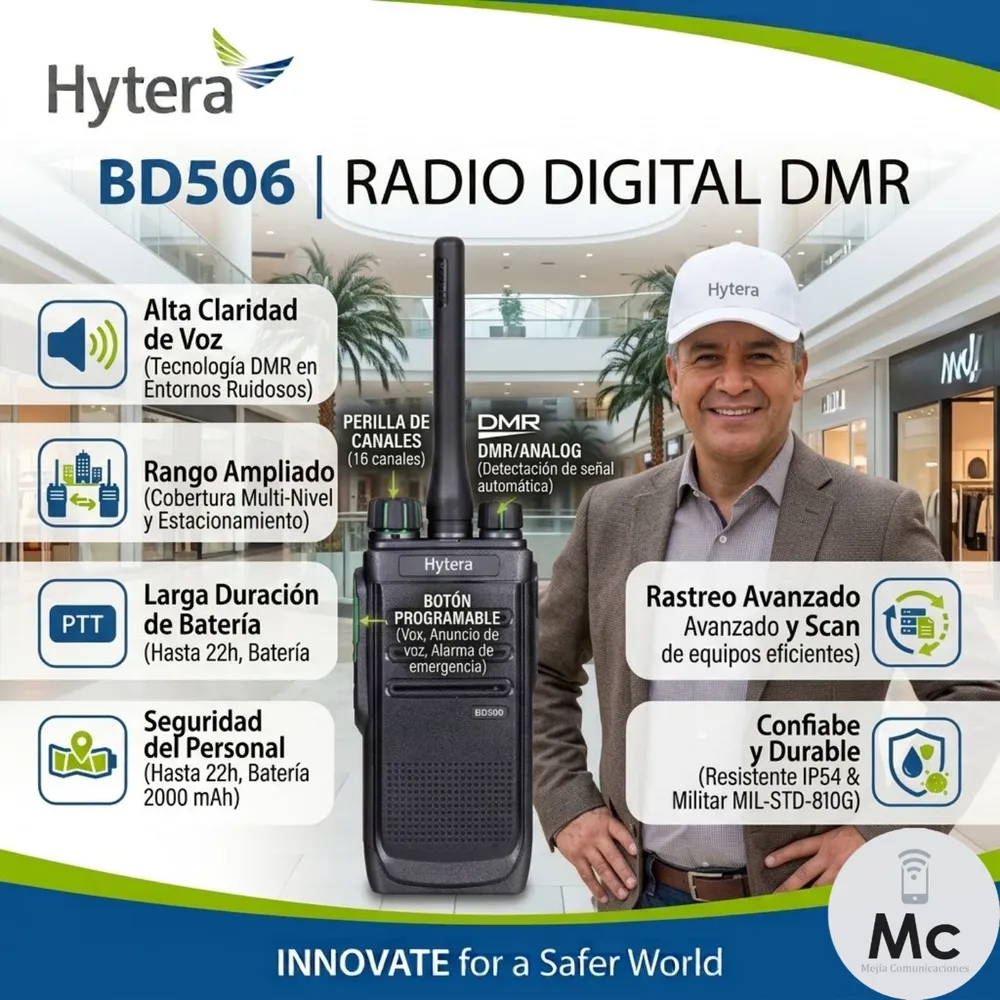 Hytera
BD506 | RADIO DIGITAL DMR
Alta Claridad
de Voz
(Tecnología DMR en
Entornos Ruidosos)
Rango Ampliado
(Cobertura Multi-Nivel
y Estacionamiento)
PTT
Larga Duración
de Batería
(Hasta 22h, Batería
Seguridad
del Personal
(Hasta 22h, Batería
2000 mAh)
PERILLA DE
CANALES
(16 canales)
DMR
DMR/ANALOG
(Detectación de señal
automática)
Hytera
BOTÓN
PROGRAMABLE
(Vox, Anuncio de
voz, Alarma de
emergencia)
BD500
Hytera
Rastreo Avanzado
Avanzado y Scan
de equipos eficientes)
Confiabe
y Durable
(Resistente IP54 &
Militar MIL-STD-810G)
INNOVATE for a Safer World
Mc
Mejía Comunicaciones